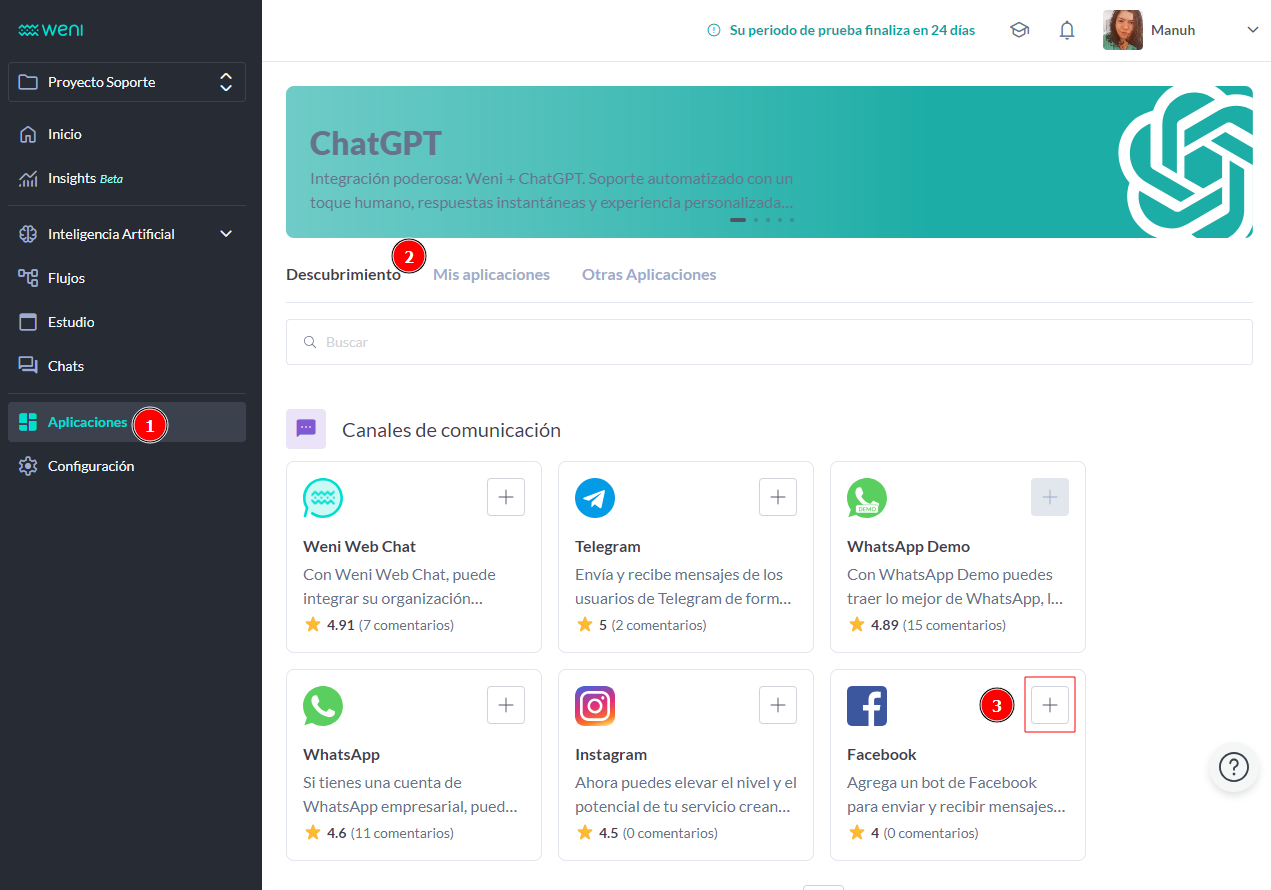 weni
Su periodo de prueba finaliza en 24 días
Manuh
Proyecto Soporte
Inicio
Insights Beta
Inteligencia Artificial
Flujos
Estudio
Chats
Aplicaciones
1
Configuración
ChatGPT
Integración poderosa: Weni + ChatGPT. Soporte automatizado con un
toque humano, respuestas instantáneas y experiencia personalizada...
2
Descubrimiento Mis aplicaciones Otras Aplicaciones
Buscar
Canales de comunicación
Weni Web Chat
Con Weni Web Chat, puede
integrar su organización...
4.91 (7 comentarios)
Telegram
Envía y recibe mensajes de los
usuarios de Telegram de form...
5 (2 comentarios)
DEMO
WhatsApp Demo
Con WhatsApp Demo puedes
traer lo mejor de WhatsApp, l...
4.89 (15 comentarios)
WhatsApp
Si tienes una cuenta de
WhatsApp empresarial, pued...
4.6 (11 comentarios)
Instagram
Ahora puedes elevar el nivel y el
potencial de tu servicio crean...
4.5 (0 comentarios)
3
Facebook
Agrega un bot de Facebook
para enviar y recibir mensajes...
4 (0 comentarios)
?